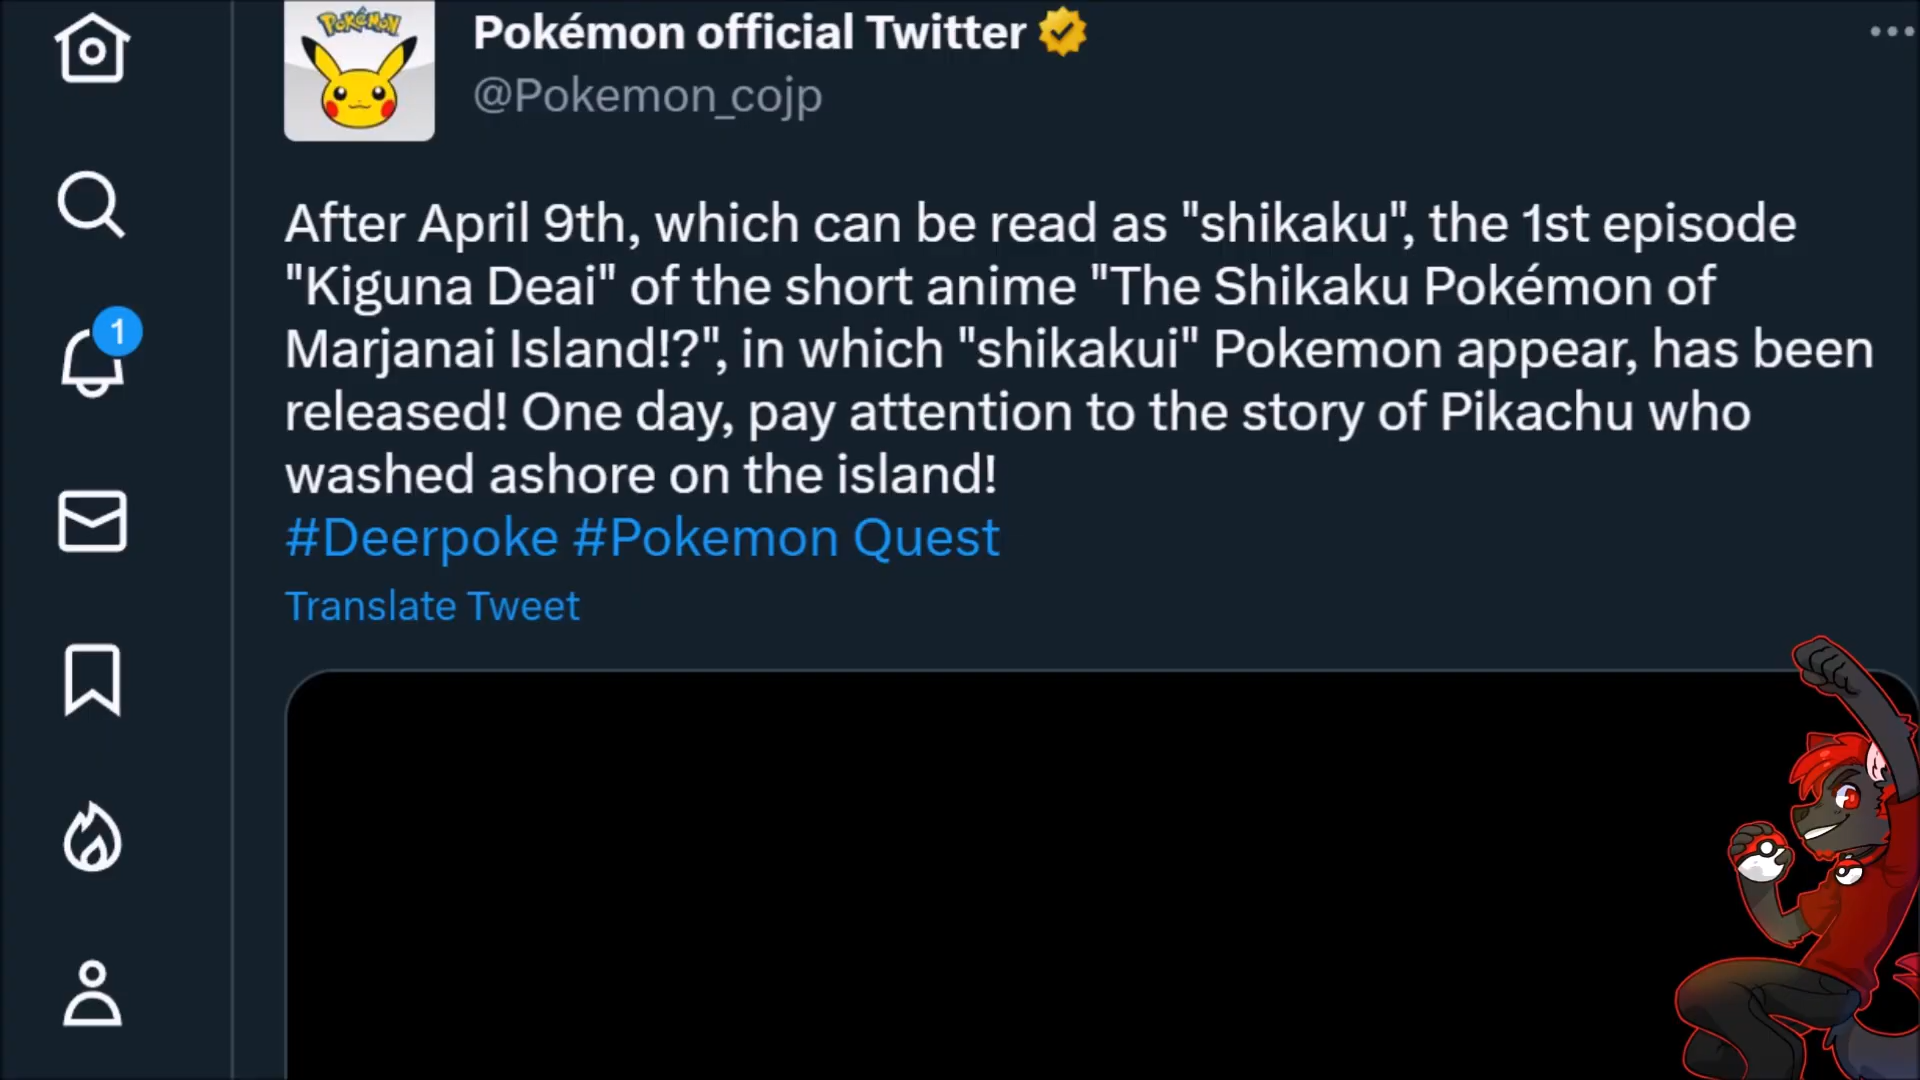 POKéMON
Pokémon official Twitter
@Pokemon_cojp
After April 9th, which can be read as "shikaku", the 1st episode
"Kiguna Deai" of the short anime "The Shikaku Pokémon of
Marjanai Island!?", in which "shikakui" Pokemon appear, has been
released! One day, pay attention to the story of Pikachu who
washed ashore on the island!
#Deerpoke #Pokemon Quest
Translate Tweet
1